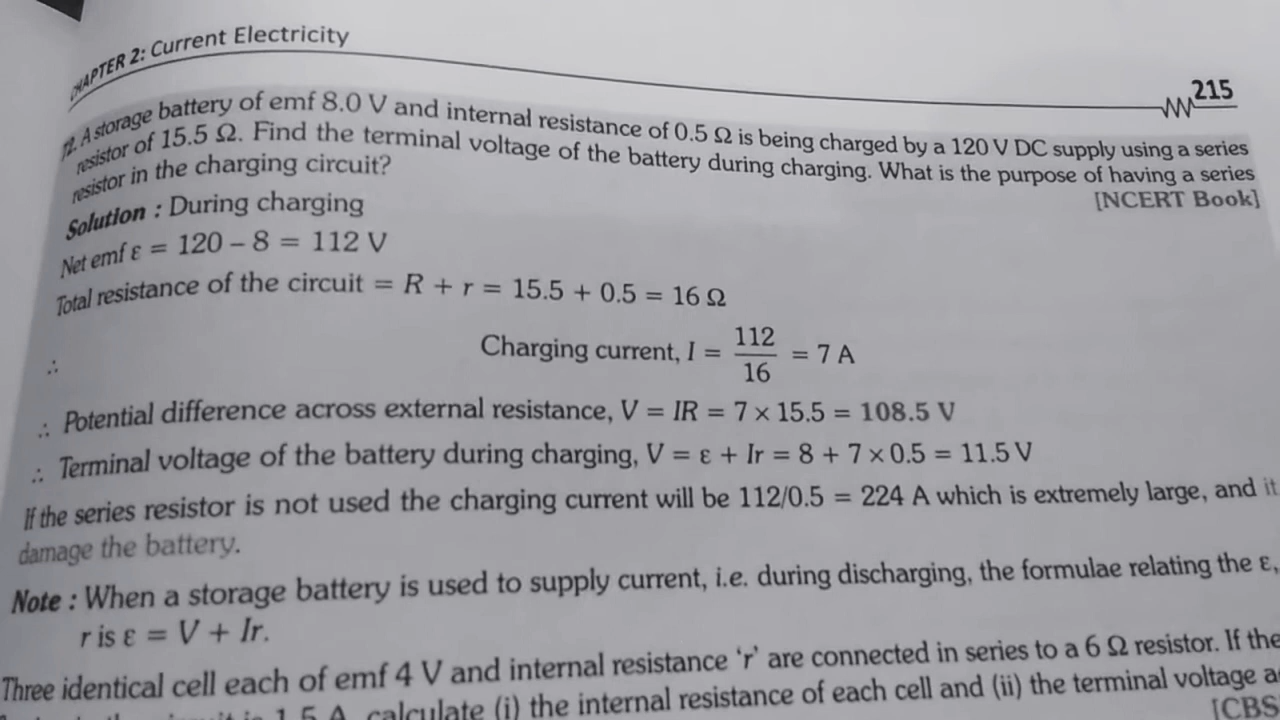 CHAPTER 2: Current Electricity
215
12. A storage battery of emf 8.0 V and internal resistance of 0.5 Ω is being charged by a 120 V DC supply using a series
resistor of 15.5 Ω. Find the terminal voltage of the battery during charging. What is the purpose of having a series
resistor in the charging circuit?
[NCERT Book]
Solution : During charging
Net emf ε = 120 – 8 = 112 V
Total resistance of the circuit = R + r = 15.5 + 0.5 = 16 Ω
∴ Charging current, I = 112/16 = 7 A
∴ Potential difference across external resistance, V = IR = 7 × 15.5 = 108.5 V
∴ Terminal voltage of the battery during charging, V = ε + Ir = 8 + 7 × 0.5 = 11.5 V
If the series resistor is not used the charging current will be 112/0.5 = 224 A which is extremely large, and it
damage the battery.
Note : When a storage battery is used to supply current, i.e. during discharging, the formulae relating the ε,
r is ε = V + Ir.
Three identical cell each of emf 4 V and internal resistance ‘r’ are connected in series to a 6 Ω resistor. If the
is 1.5 A, calculate (i) the internal resistance of each cell and (ii) the terminal voltage
[CBS